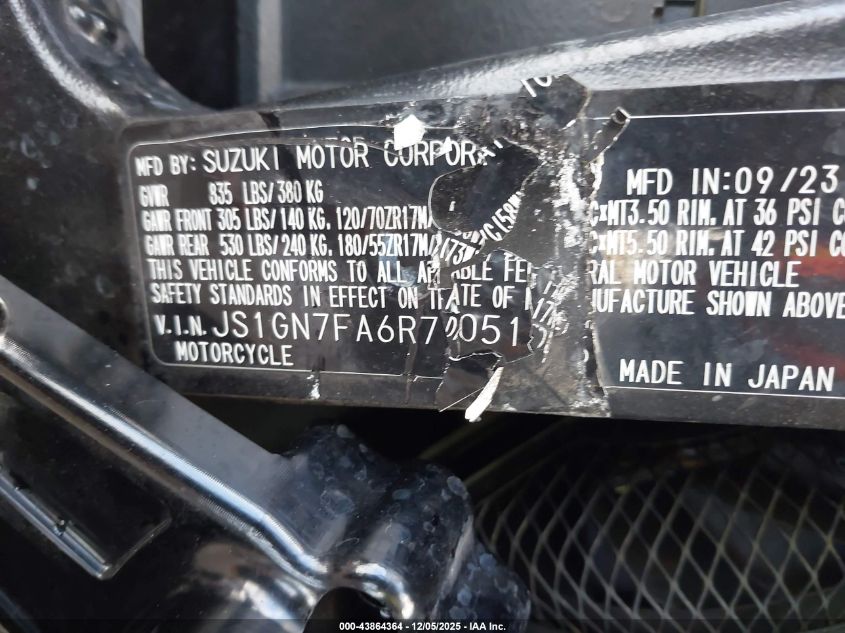 MFD BY: SUZUKI MOTOR CORPORA
MFD IN:09/23
GVWR 835 LBS/380 KG
GAWR FRONT 305 LBS/140 KG. 120/70ZR17M/ MT3.50 RIM. AT 36 PSI
GAWR REAR 530 LBS/240 KG. 180/55ZR17M/ MT5.50 RIM. AT 42 PSI
THIS VEHICLE CONFORMS TO ALL AP ABLE FE RAL MOTOR VEHICLE
SAFETY STANDARDS IN EFFECT ON T ATE OF UFACTURE SHOWN ABOVE
V.I.N. JS1GN7FA6R7 051
MOTORCYCLE
MADE IN JAPAN
000-43864364 - 12/05/2025 - IAA Inc.